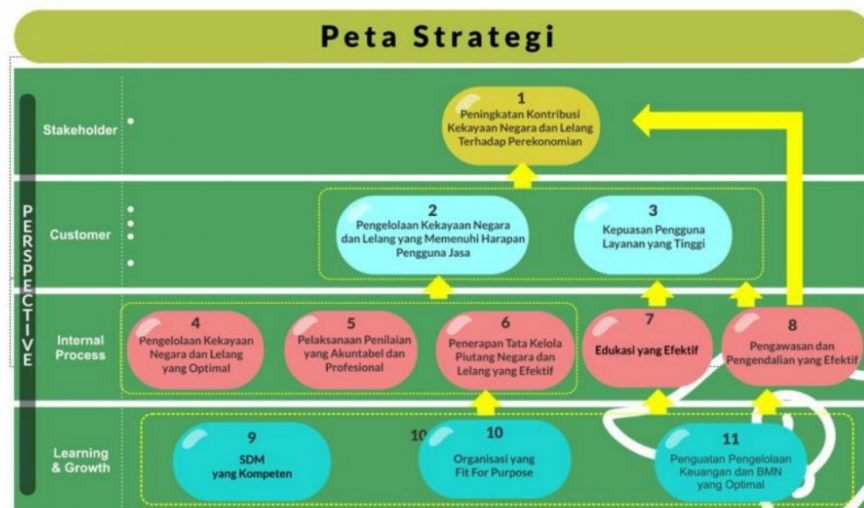 Peta Strategi
PERSPECTIVE
Stakeholder
1
Peningkatan Kontribusi
Kekayaan Negara dan Lelang
Terhadap Perekonomian
Customer
2
Pengelolaan Kekayaan Negara
dan Lelang yang Memenuhi Harapan
Pengguna Jasa
3
Kepuasan Pengguna
Layanan yang Tinggi
Internal
Process
4
Pengelolaan Kekayaan
Negara dan Lelang
yang Optimal
5
Pelaksanaan Penilaian
yang Akuntabel dan
Profesional
6
Penerapan Tata Kelola
Piutang Negara dan
Lelang yang Efektif
7
Edukasi yang Efektif
8
Pengawasan dan
Pengendalian yang Efektif
Learning
& Growth
9
SDM
yang Kompeten
10
10
Organisasi yang
Fit For Purpose
11
Penguatan Pengelolaan
Keuangan dan BMN
yang Optimal